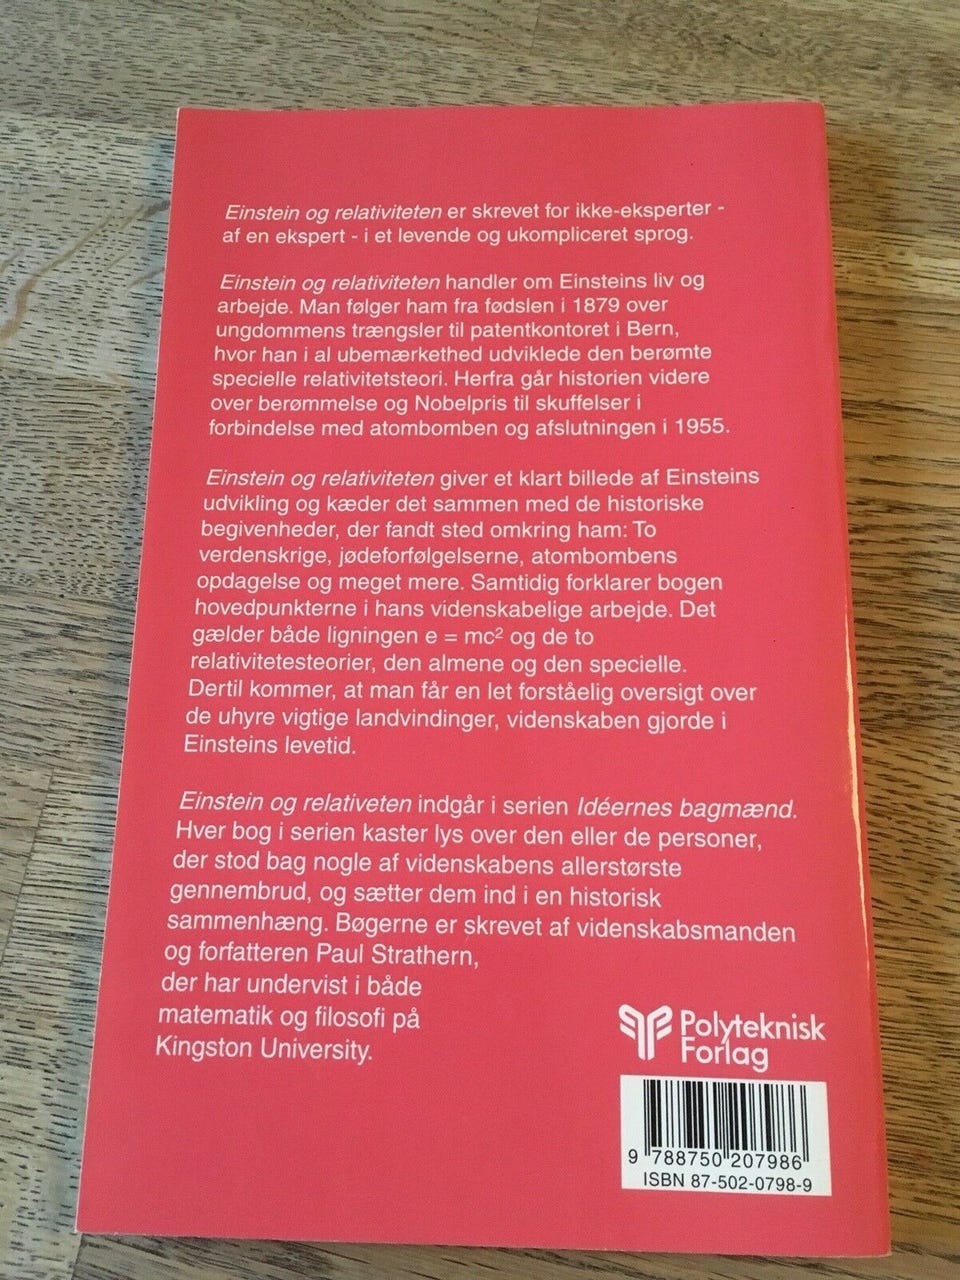 Einstein og relativiteten er skrevet for ikke-eksperter -
af en ekspert - i et levende og ukompliceret sprog.
Einstein og relativiteten handler om Einsteins liv og
arbejde. Man følger ham fra fødslen i 1879 over
ungdommens trængsler til patentkontoret i Bern,
hvor han i al ubemærkethed udviklede den berømte
specielle relativitetsteori. Herfra går historien videre
over berømmelse og Nobelpris til skuffelser i
forbindelse med atombomben og afslutningen i 1955.
Einstein og relativiteten giver et klart billede af Einsteins
udvikling og kæder det sammen med de historiske
begivenheder, der fandt sted omkring ham: To
verdenskrige, jødeforfølgelserne, atombombens
opdagelse og meget mere. Samtidig forklarer bogen
hovedpunkterne i hans videnskabelige arbejde. Det
gælder både ligningen e = mc² og de to
relativitetesteorier, den almene og den specielle.
Dertil kommer, at man får en let forståelig oversigt over
de uhyre vigtige landvindinger, videnskaben gjorde i
Einsteins levetid.
Einstein og relativeten indgår i serien Idéernes bagmænd.
Hver bog i serien kaster lys over den eller de personer,
der stod bag nogle af videnskabens allerstørste
gennembrud, og sætter dem ind i en historisk
sammenhæng. Bøgerne er skrevet af videnskabsmanden
og forfatteren Paul Strathern,
der har undervist i både
matematik og filosofi på
Kingston University.
Polyteknisk
Forlag
9 788750 207986
ISBN 87-502-0798-9